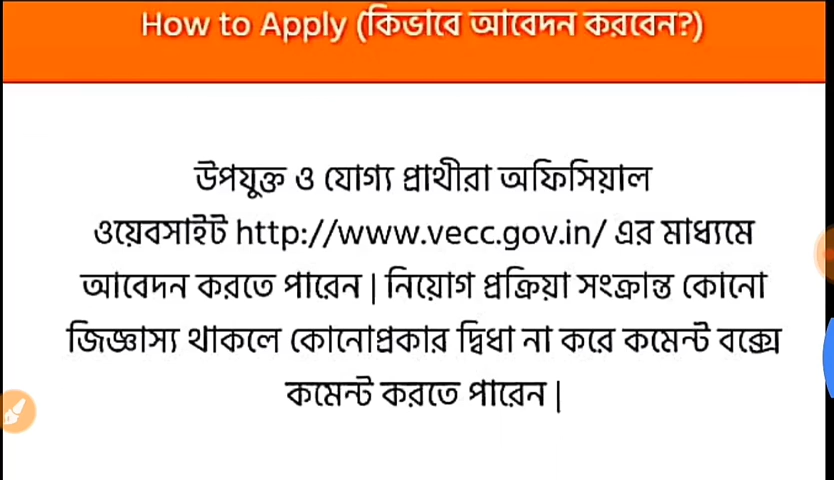 How to Apply (কিভাবে আবেদন করবেন?)
উপযুক্ত ও যোগ্য প্রাথীরা অফিসিয়াল
ওয়েবসাইট http://www.vecc.gov.in/ এর মাধ্যমে
আবেদন করতে পারেন | নিয়োগ প্রক্রিয়া সংক্রান্ত কোনো
জিজ্ঞাস্য থাকলে কোনোপ্রকার দ্বিধা না করে কমেন্ট বক্সে
কমেন্ট করতে পারেন |